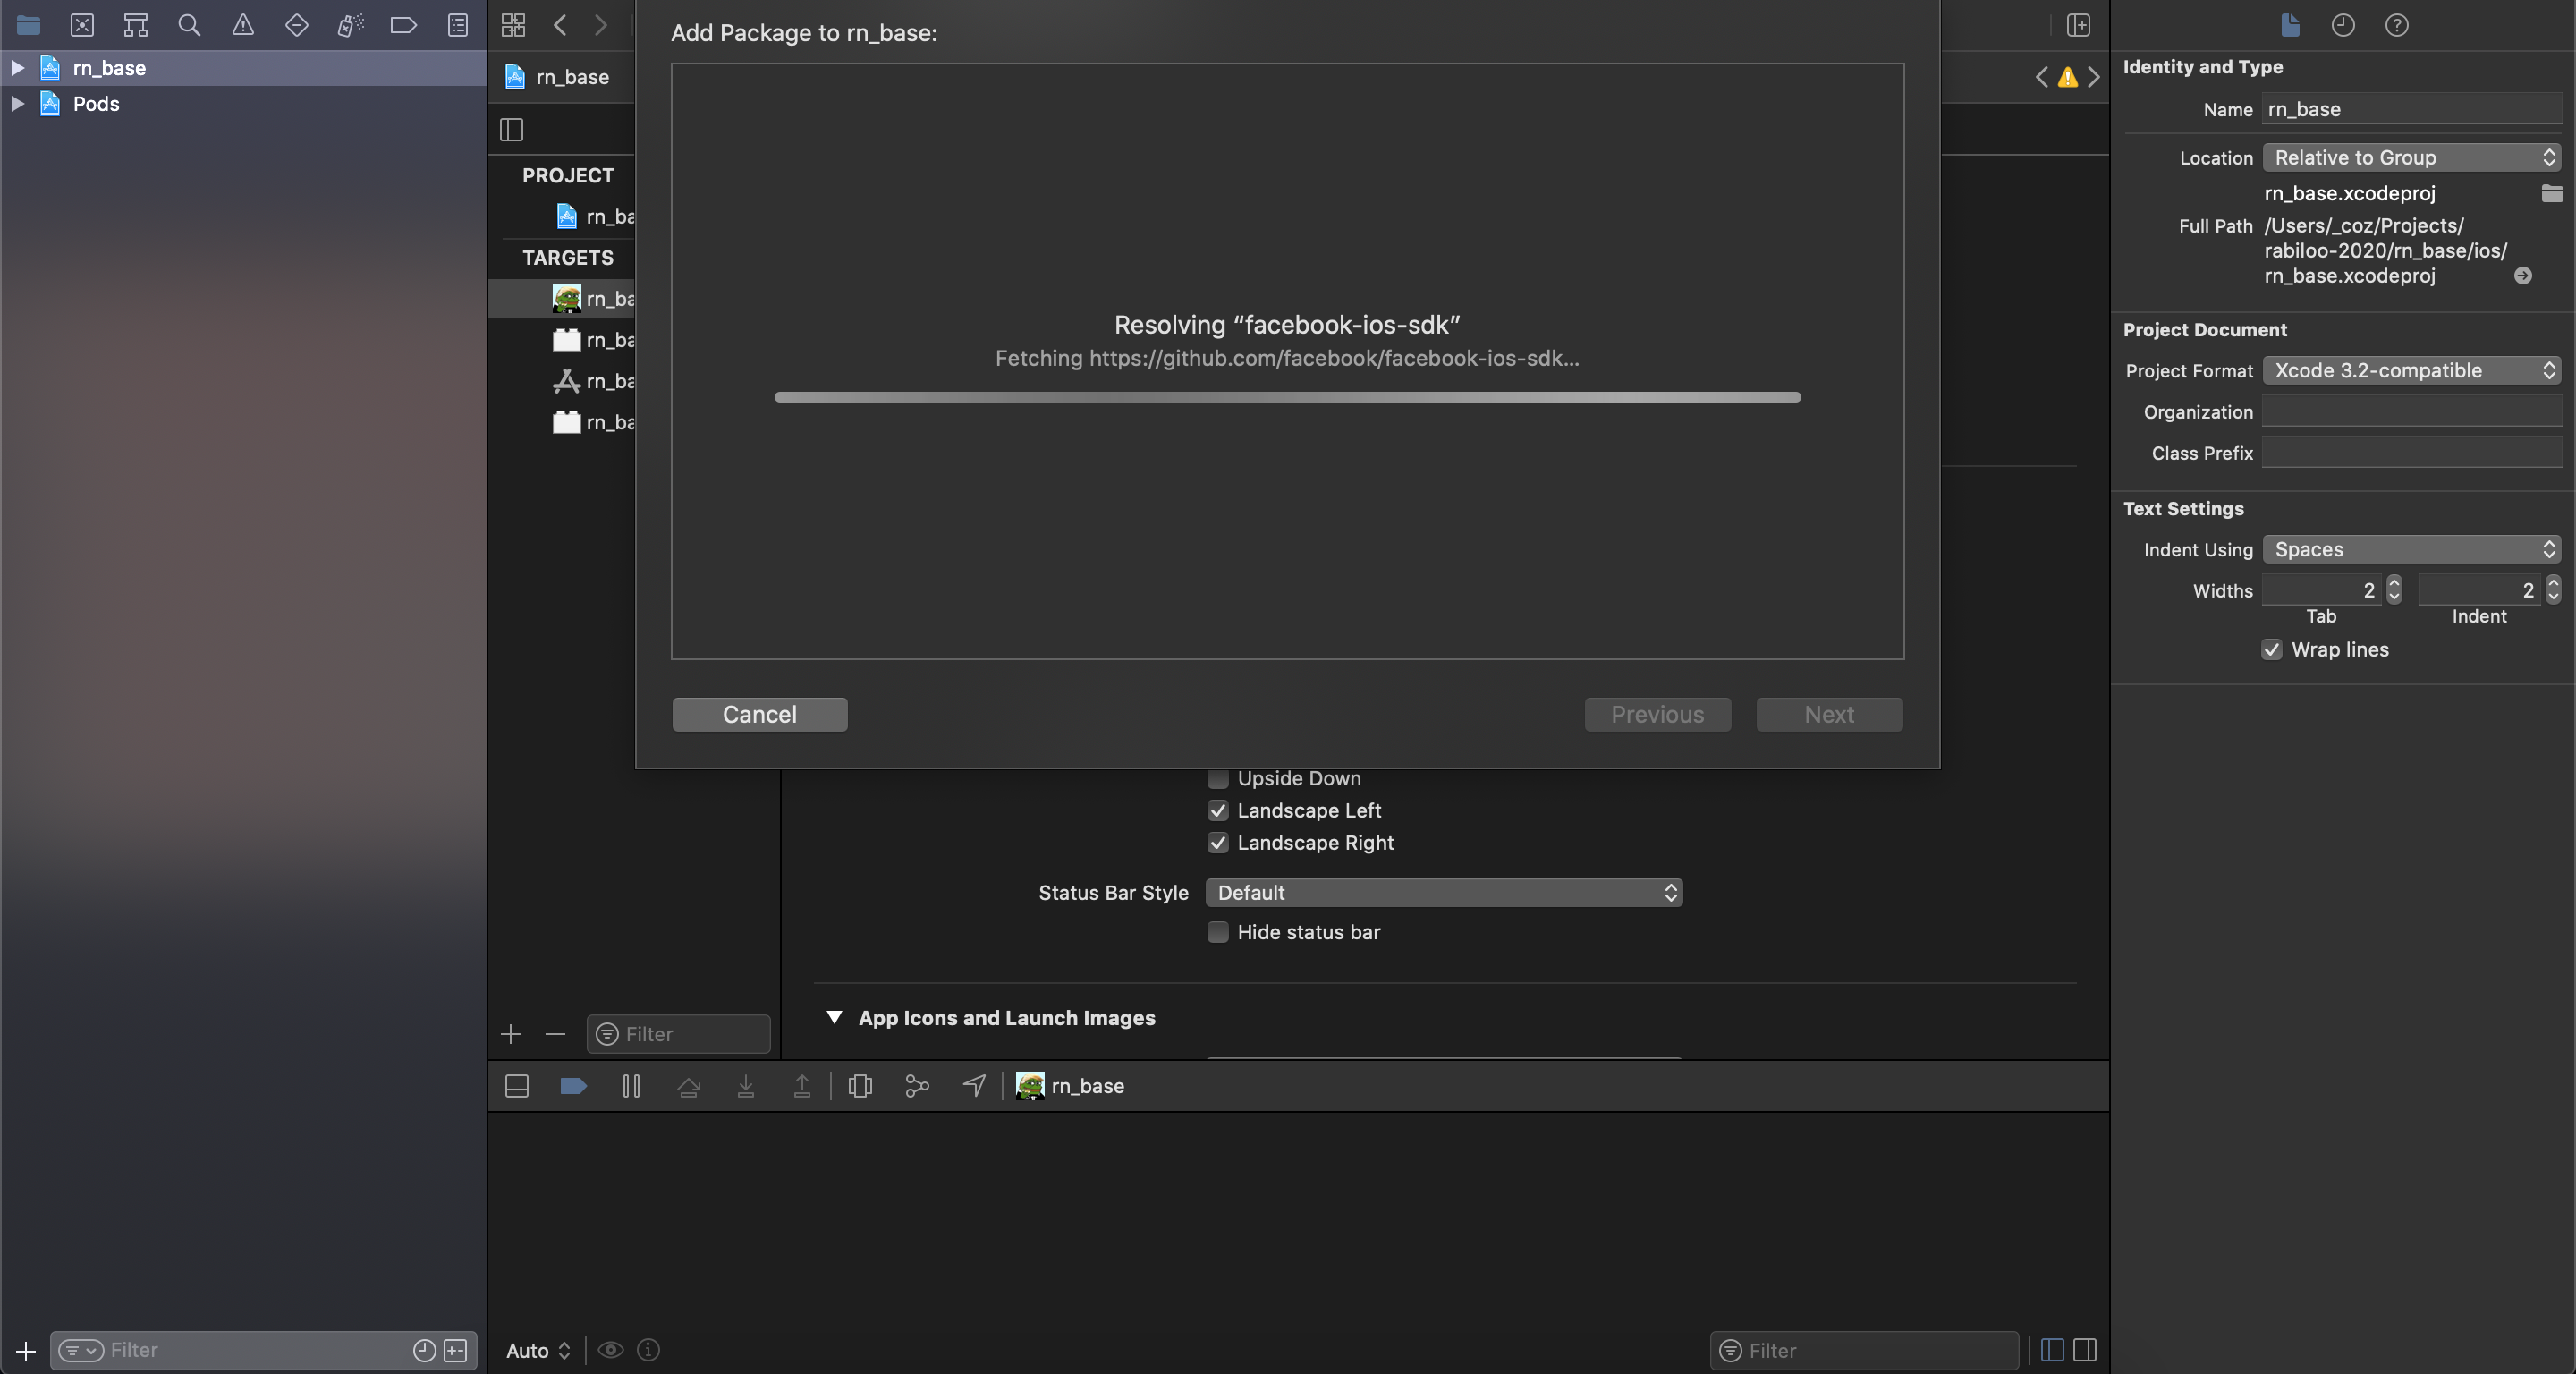 rn_base
Pods
rn_base
PROJECT
rn_ba
TARGETS
rn_ba
rn_ba
rn_ba
rn_ba
Filter
Add Package to rn_base:
Resolving “facebook-ios-sdk”
Fetching https://github.com/facebook/facebook-ios-sdk...
Cancel
Previous
Next
Upside Down
Landscape Left
Landscape Right
Status Bar Style
Default
Hide status bar
App Icons and Launch Images
rn_base
Auto
Filter
Filter
Identity and Type
Name
rn_base
Location
Relative to Group
rn_base.xcodeproj
Full Path
/Users/_coz/Projects/
rabiloo-2020/rn_base/ios/
rn_base.xcodeproj
Project Document
Project Format
Xcode 3.2-compatible
Organization
Class Prefix
Text Settings
Indent Using
Spaces
Widths
2
2
Tab
Indent
Wrap lines